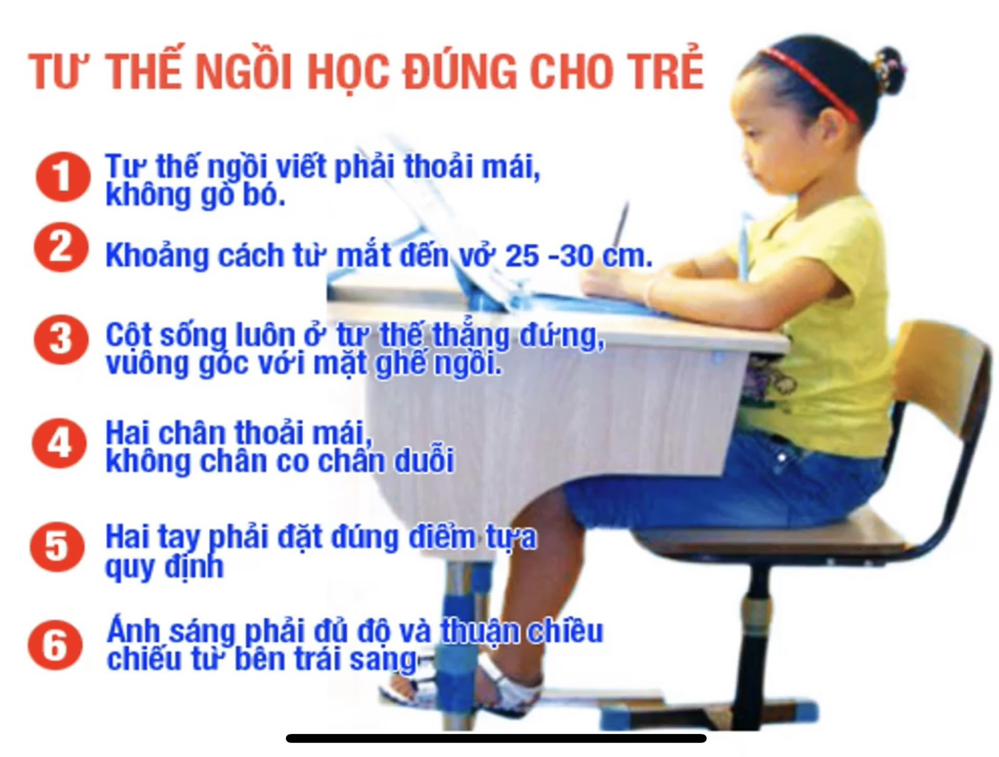 TƯ THẾ NGỒI HỌC ĐÚNG CHO TRẺ
1 Tư thế ngồi viết phải thoải mái,
không gò bó.
2 Khoảng cách từ mắt đến vở 25 -30 cm.
3 Cột sống luôn ở tư thế thẳng đứng,
vuông góc với mặt ghế ngồi.
4 Hai chân thoải mái,
không chân co chân duỗi
5 Hai tay phải đặt đúng điểm tựa
quy định
6 Ánh sáng phải đủ độ và thuận chiều
chiếu từ bên trái sang